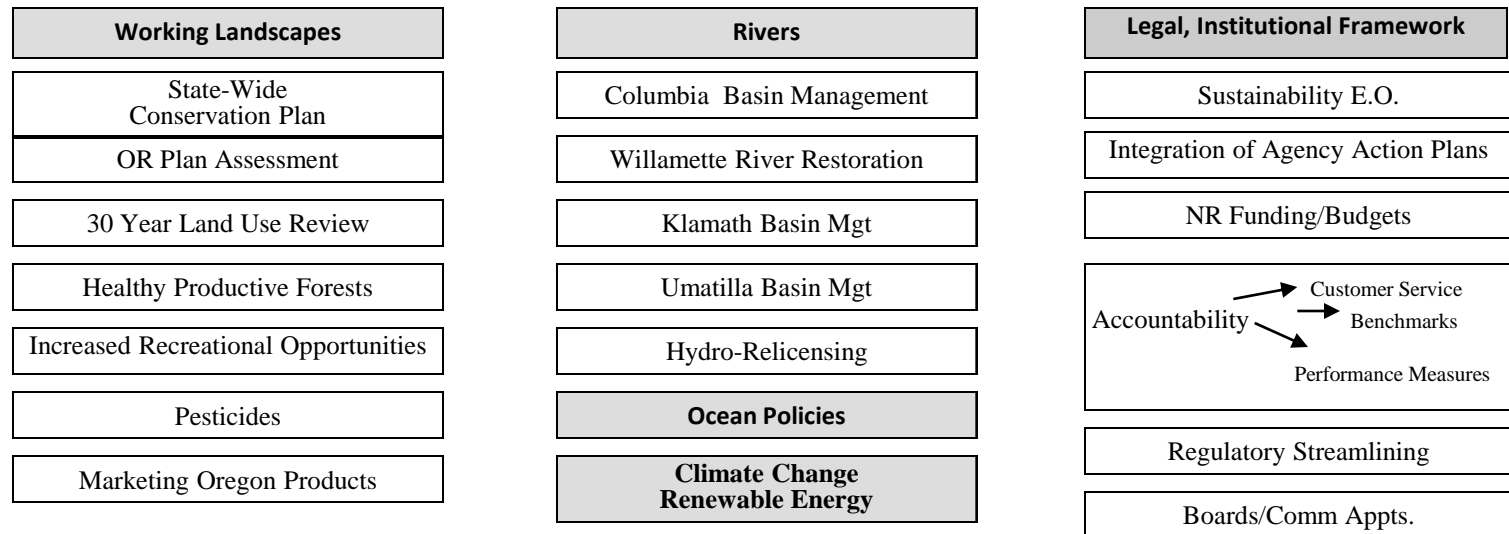 Working Landscapes
State-Wide
Conservation Plan
OR Plan Assessment
30 Year Land Use Review
Healthy Productive Forests
Increased Recreational Opportunities
Pesticides
Marketing Oregon Products
Rivers
Columbia Basin Management
Willamette River Restoration
Klamath Basin Mgt
Umatilla Basin Mgt
Hydro-Relicensing
Ocean Policies
Climate Change
Renewable Energy
Legal, Institutional Framework
Sustainability E.O.
Integration of Agency Action Plans
NR Funding/Budgets
Accountability
Customer Service
Benchmarks
Performance Measures
Regulatory Streamlining
Boards/Comm Appts.